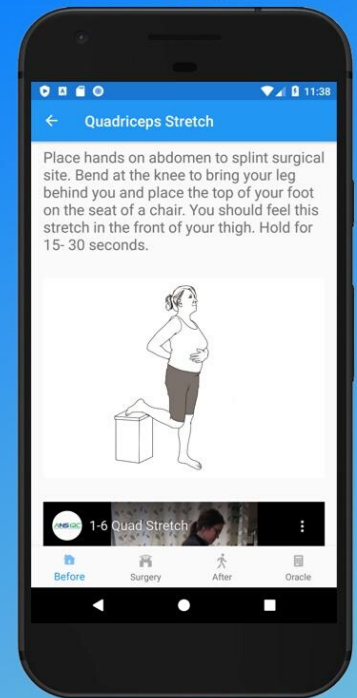 11:38
Quadriceps Stretch
Place hands on abdomen to splint surgical
site. Bend at the knee to bring your leg
behind you and place the top of your foot
on the seat of a chair. You should feel this
stretch in the front of your thigh. Hold for
15- 30 seconds.
1-6 Quad Stretch
Before
Surgery
After
Oracle